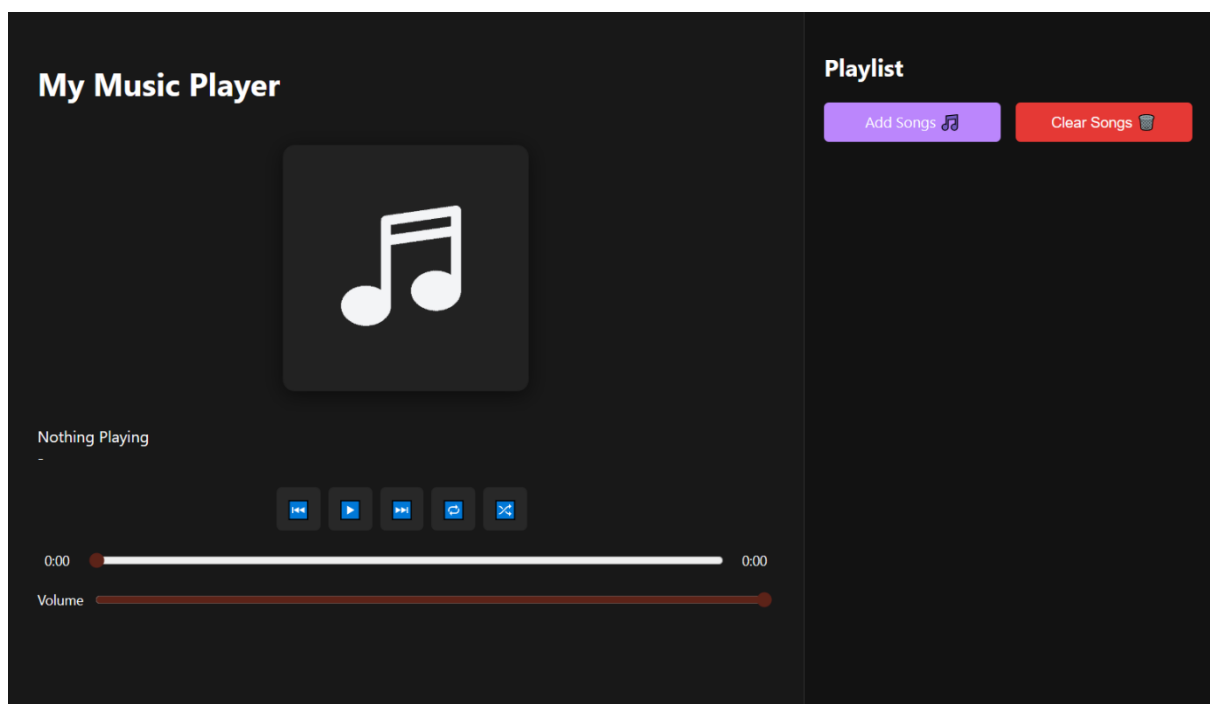 My Music Player
Nothing Playing
-
0:00 0:00
Volume
Playlist
Add Songs 🎵 Clear Songs 🗑️